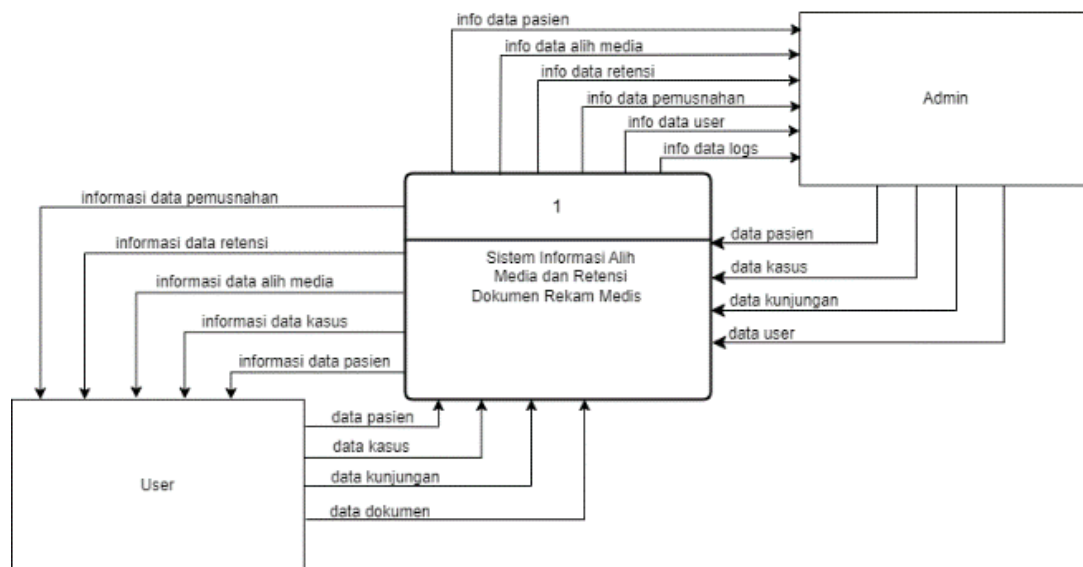 info data pasien
info data alih media
info data retensi
info data pemusnahan
info data user
info data logs
Admin
informasi data pemusnahan
informasi data retensi
informasi data alih media
informasi data kasus
informasi data pasien
1
Sistem Informasi Alih
Media dan Retensi
Dokumen Rekam Medis
data pasien
data kasus
data kunjungan
data user
User
data pasien
data kasus
data kunjungan
data dokumen